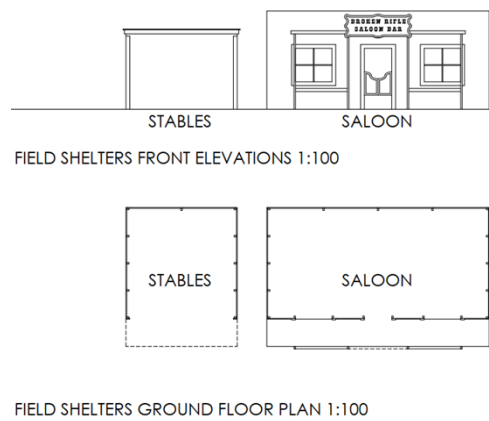 BROKEN RIFLE
SALOON BAR
STABLES
SALOON
FIELD SHELTERS FRONT ELEVATIONS 1:100
STABLES
SALOON
FIELD SHELTERS GROUND FLOOR PLAN 1:100